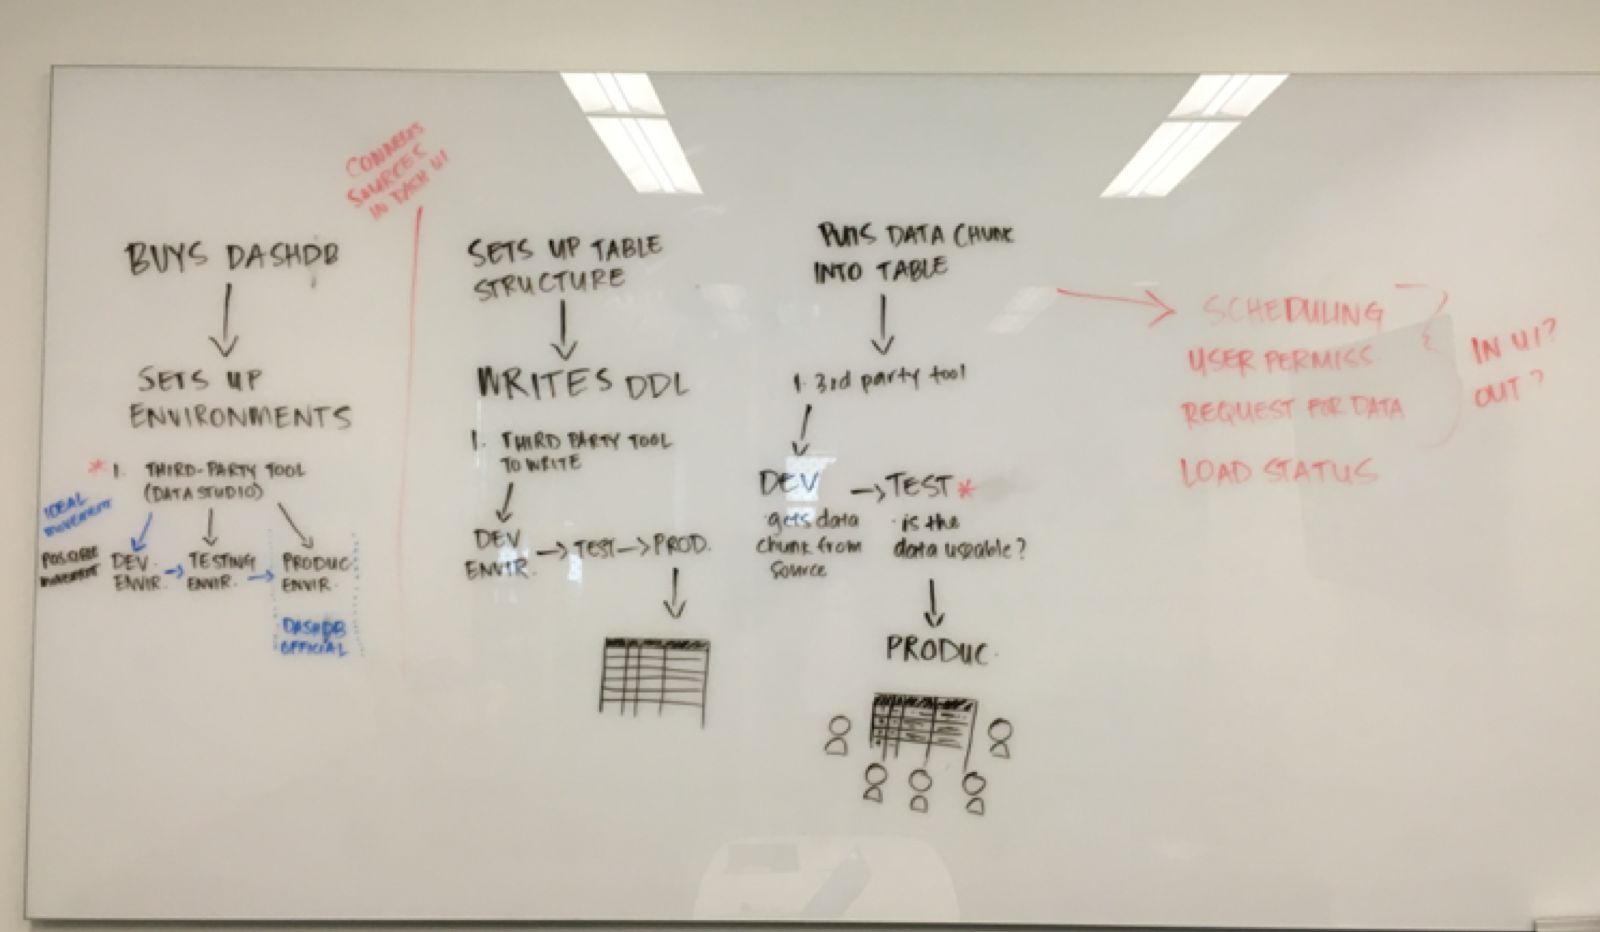 CONNECTS
SOURCES
IN DASH UI
BUYS DASHDB
SETS UP
ENVIRONMENTS
* 1. THIRD-PARTY TOOL
(DATA STUDIO)
IDEAL
MOVEMENT
POSSIBLE
MOVEMENT
DEV.
ENVIR.
TESTING
ENVIR.
PRODUC.
ENVIR.
DASHDB
OFFICIAL
SETS UP TABLE
STRUCTURE
WRITES DDL
1. THIRD PARTY TOOL
TO WRITE
DEV
ENVIR.
TEST
PROD.
PUTS DATA CHUNK
INTO TABLE
1. 3rd party tool
DEV
· gets data
chunk from
source
TEST *
· is the
data usable?
PRODUC.
SCHEDULING
USER PERMISS
REQUEST FOR DATA
LOAD STATUS
IN UI?
OUT?